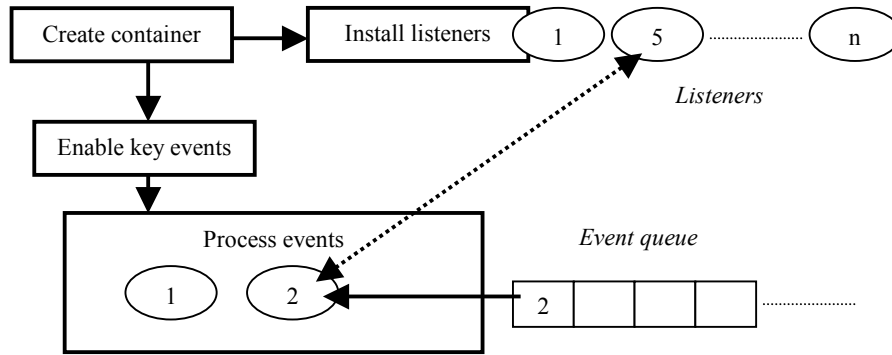 Create container
Install listeners
1
5
n
Listeners
Enable key events
Process events
Event queue
1
2
2